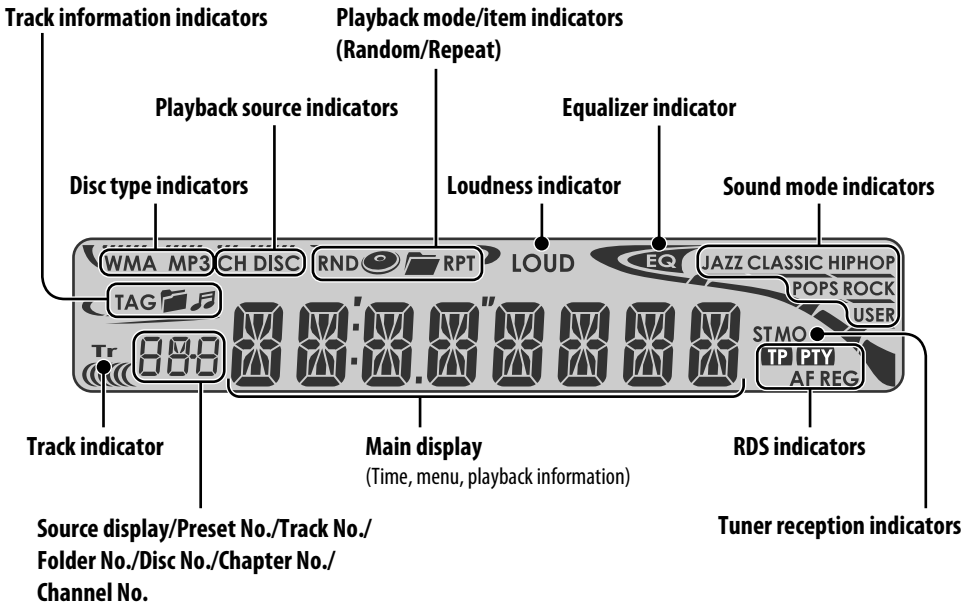 Track information indicators
Playback mode/item indicators
(Random/Repeat)
Playback source indicators
Equalizer indicator
Disc type indicators
Loudness indicator
Sound mode indicators
WMA MP3 CH DISC RND RPT LOUD EQ JAZZ CLASSIC HIPHOP
POPS ROCK
TAG
USER
ST MO
Tr
TP PTY
AF REG
Track indicator
Main display
(Time, menu, playback information)
RDS indicators
Source display/Preset No./Track No./
Folder No./Disc No./Chapter No./
Channel No.
Tuner reception indicators